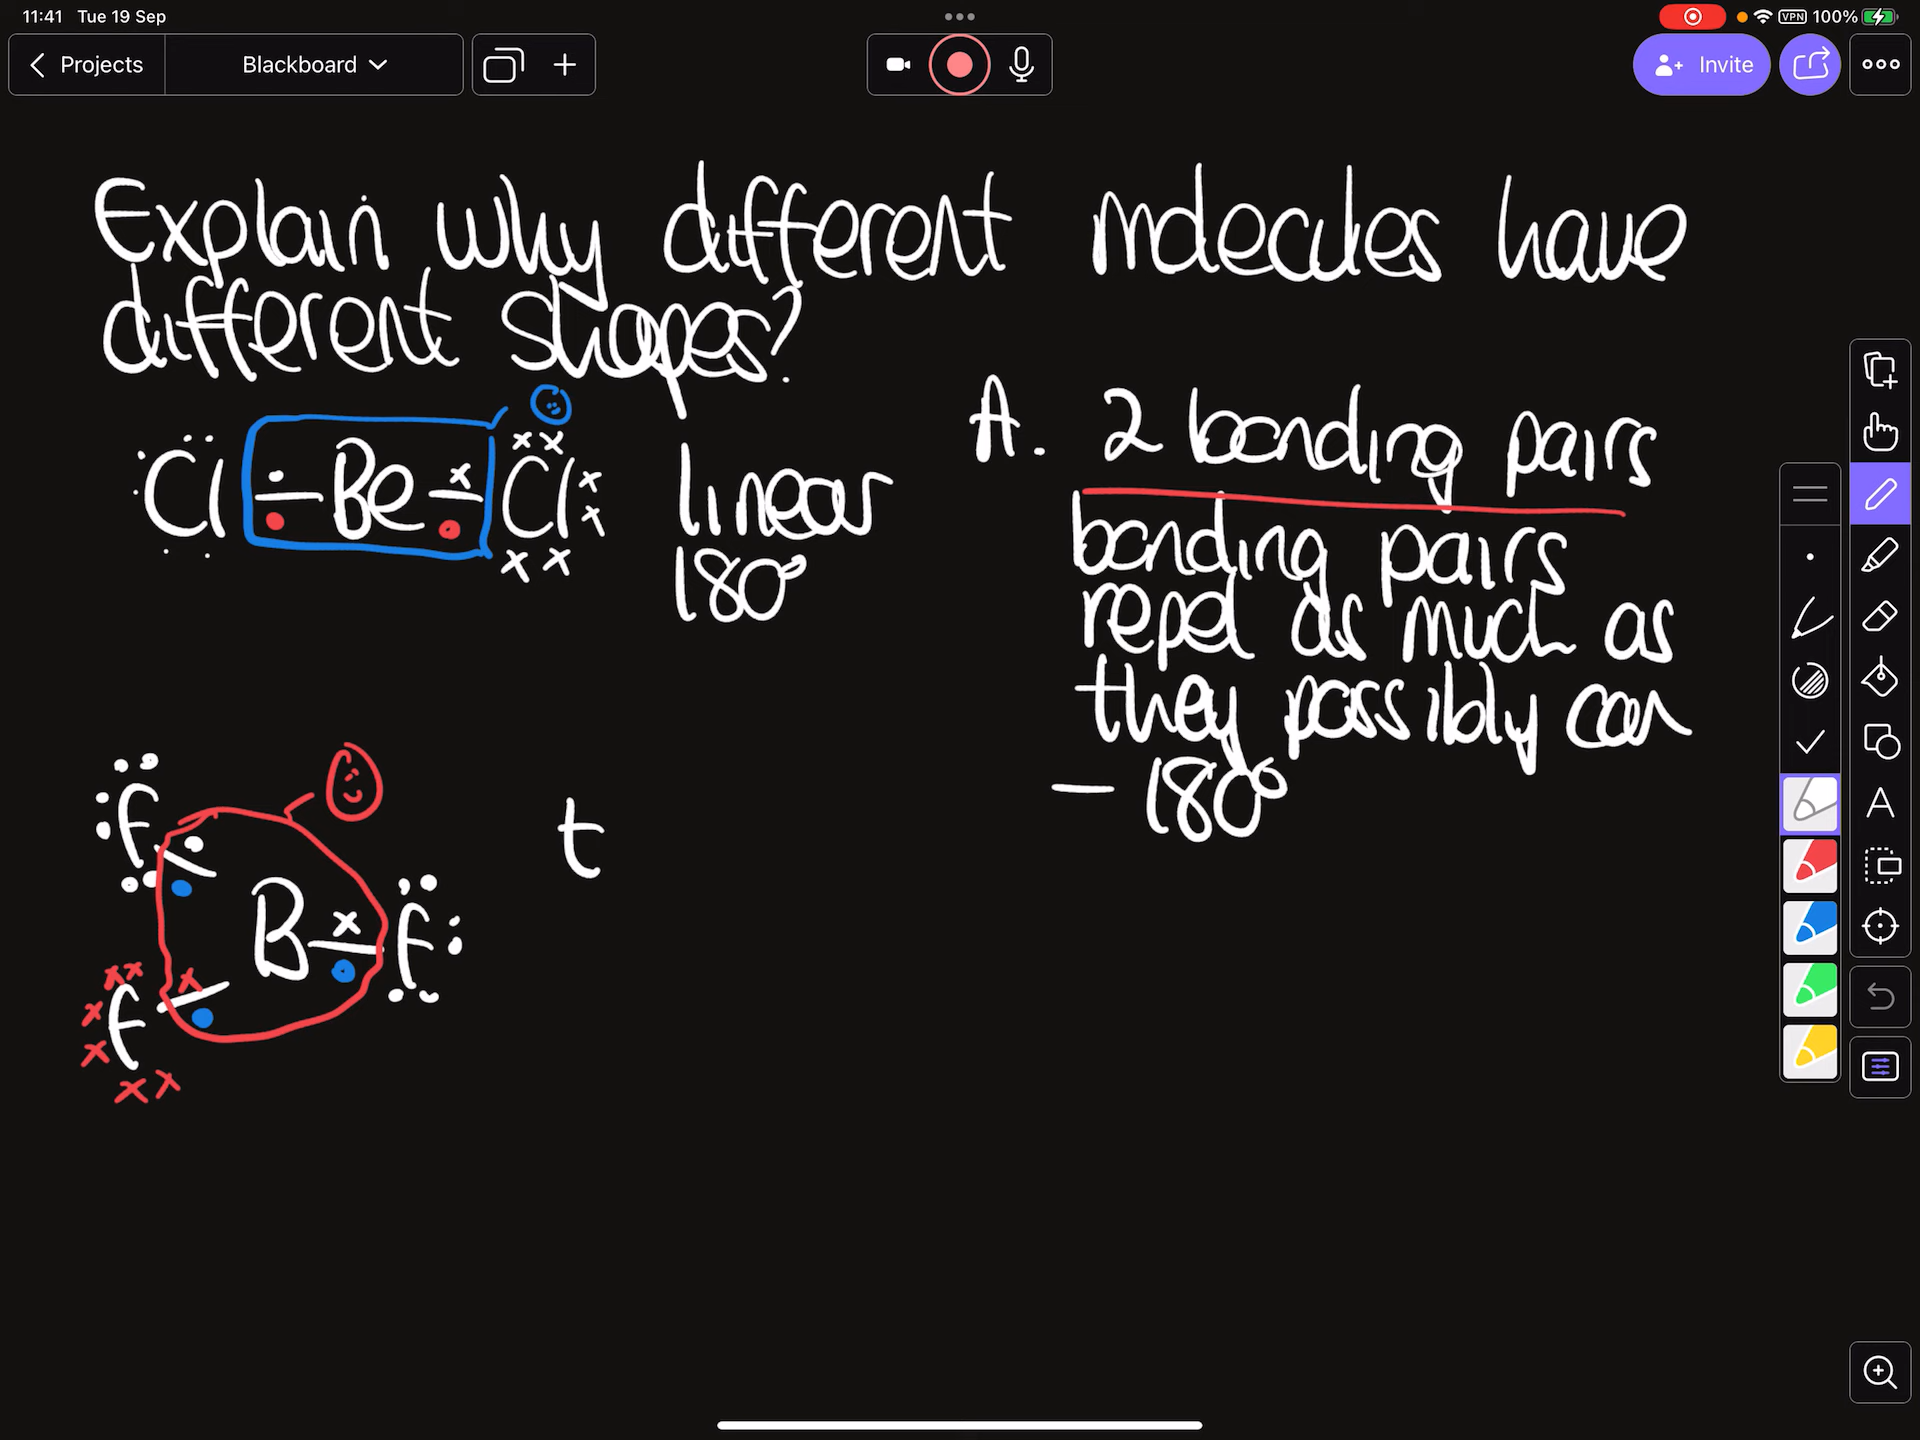 11:41 Tue 19 Sep
VPN 100%
Projects
Blackboard
Invite
Explain why different molecules have
different shapes?
Cl Be Cl
linear
180°
A. 2 bonding pairs
bonding pairs
repel as much as
they possibly can
— 180°
F
t
B F
F
A